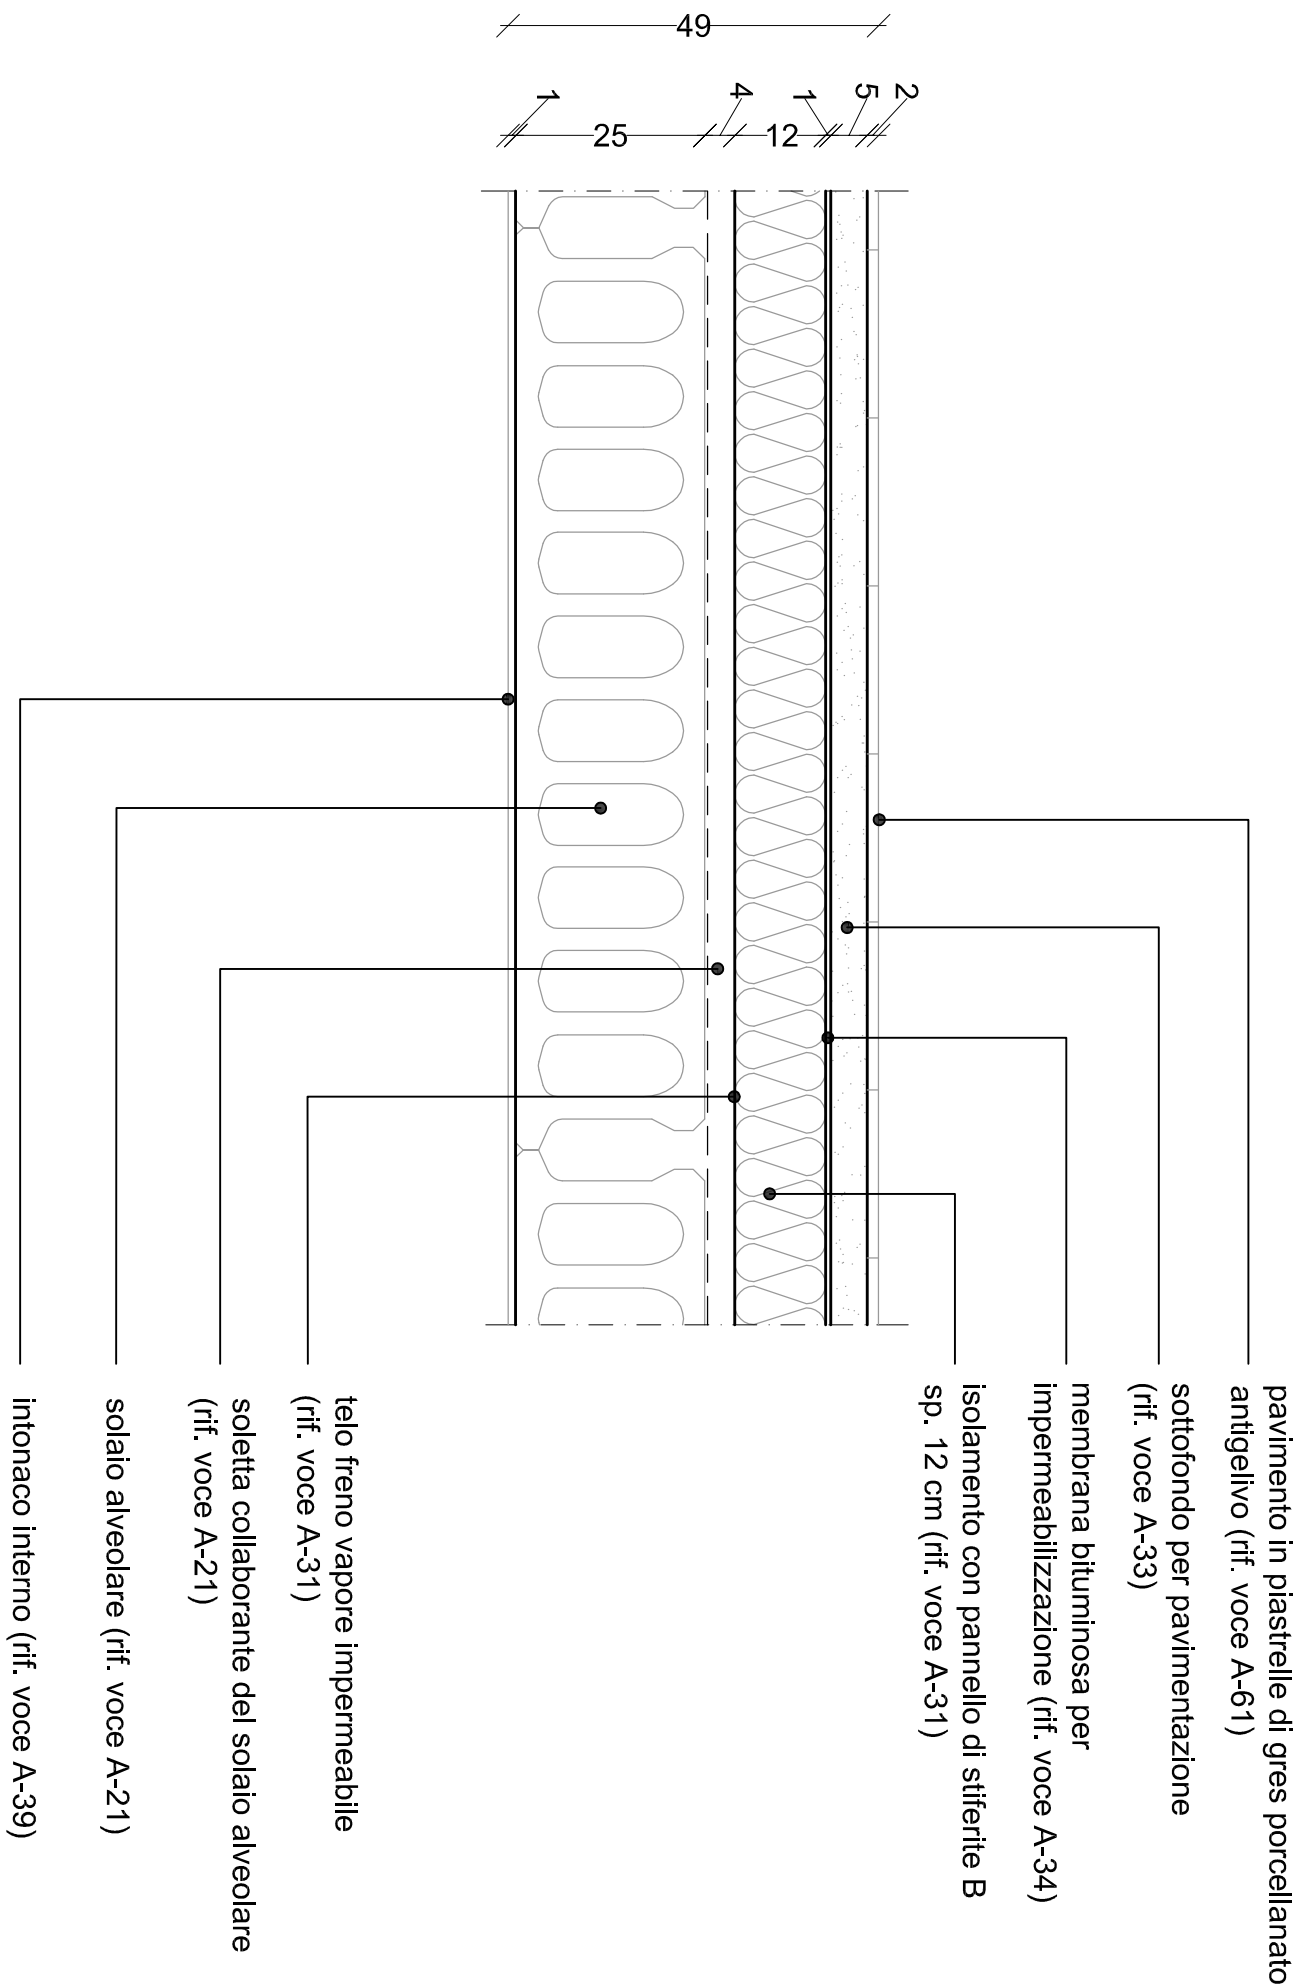 49
1
25
4
12
1
5
2
pavimento in piastrelle di gres porcellanato
antigelivo (rif. voce A-61)
sottofondo per pavimentazione
(rif. voce A-33)
membrana bituminosa per
impermeabilizzazione (rif. voce A-34)
isolamento con pannello di stiferite B
sp. 12 cm (rif. voce A-31)
telo freno vapore impermeabile
(rif. voce A-31)
soletta collaborante del solaio alveolare
(rif. voce A-21)
solaio alveolare (rif. voce A-21)
intonaco interno (rif. voce A-39)